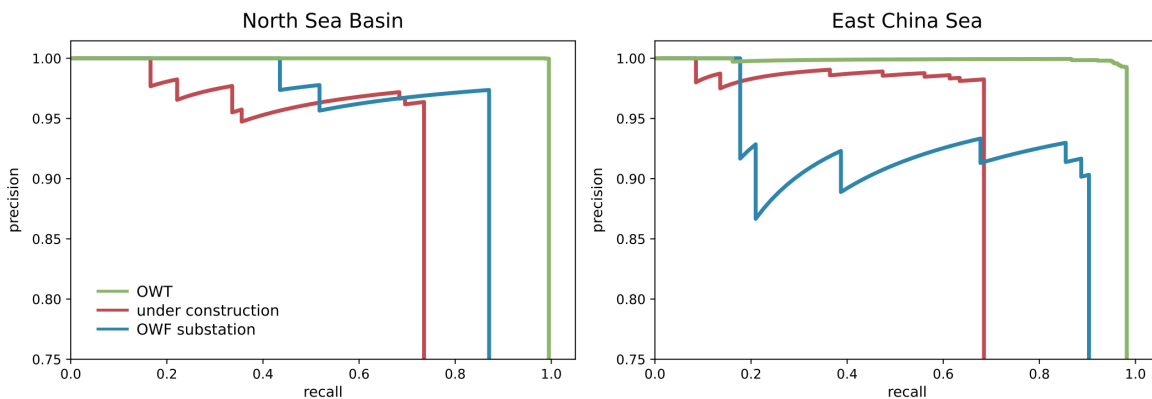 North Sea Basin
1.00
0.95
0.90
0.85
0.80
0.75
precision
0.0
0.2
0.4
0.6
0.8
1.0
recall
OWT
under construction
OWF substation
East China Sea
1.00
0.95
0.90
0.85
0.80
0.75
precision
0.0
0.2
0.4
0.6
0.8
1.0
recall